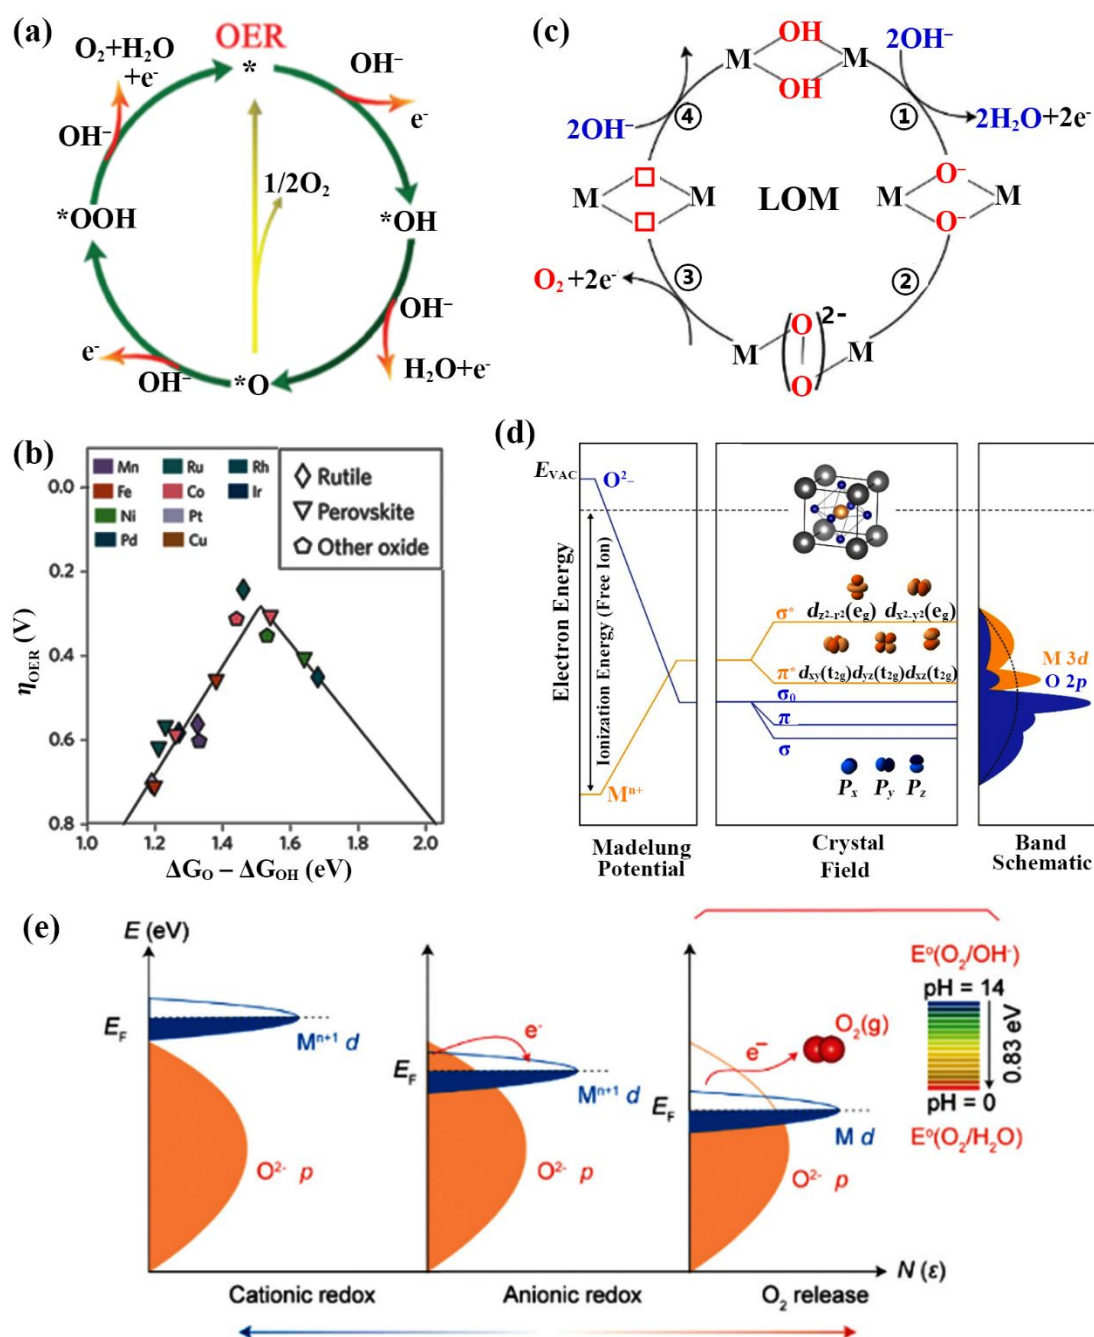 (a)
OER
*
O₂+H₂O
+e⁻
OH⁻
e⁻
OH⁻
1/2O₂
*OOH
*OH
OH⁻
e⁻
OH⁻
*O
H₂O+e⁻
(c)
OH
M M
OH
2OH⁻
①
2H₂O+2e⁻
④
2OH⁻
M M
LOM
O⁻
M M
O⁻
③
O₂+2e⁻
②
M O 2- M
O
(b)
Mn Ru Rh
Fe Co Ir
Ni Pt
Pd Cu
Rutile
Perovskite
Other oxide
ηOER (V)
0.0
0.2
0.4
0.6
0.8
1.0 1.2 1.4 1.6 1.8 2.0
ΔGO – ΔGOH (eV)
(d)
EVAC
O²⁻
Electron Energy
Ionization Energy (Free Ion)
Mⁿ⁺
Madelung
Potential
σ*
dz²-r²(eg) dx²-y²(eg)
π*
dxy(t2g) dyz(t2g) dxz(t2g)
σ0
π
σ
Px Py Pz
Crystal
Field
M 3d
O 2p
Band
Schematic
(e)
E (eV)
EF
Mⁿ⁺¹ d
O²⁻ p
Cationic redox
e⁻
EF
Mⁿ⁺¹ d
O²⁻ p
Anionic redox
O₂(g)
e⁻
EF
M d
O²⁻ p
O₂ release
E°(O₂/OH⁻)
pH = 14
0.83 eV
pH = 0
E°(O₂/H₂O)
N (ε)